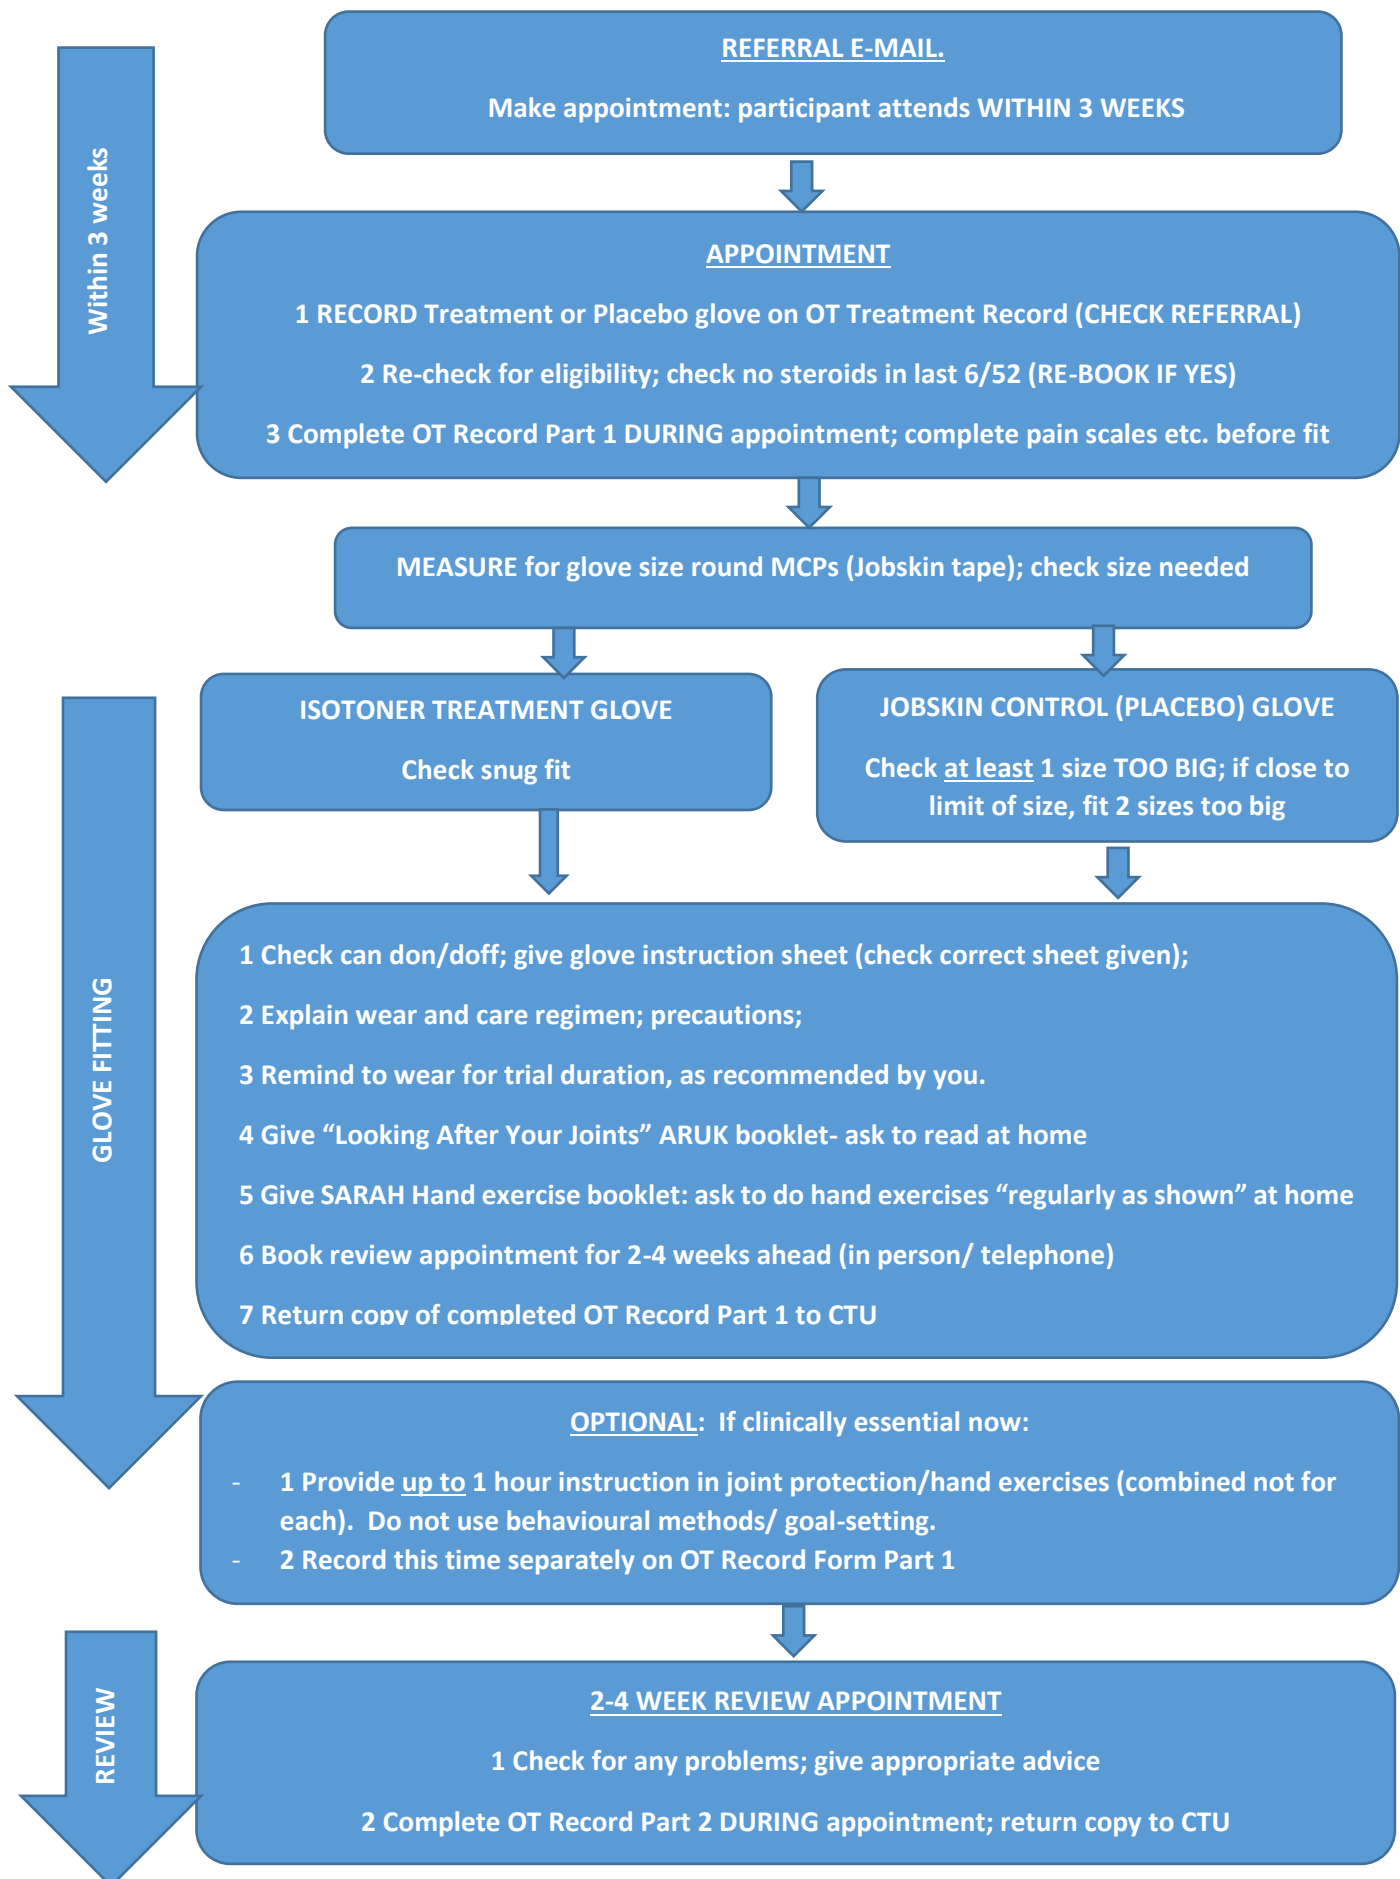 REFERRAL E-MAIL.
Make appointment: participant attends WITHIN 3 WEEKS
Within 3 weeks
APPOINTMENT
1 RECORD Treatment or Placebo glove on OT Treatment Record (CHECK REFERRAL)
2 Re-check for eligibility; check no steroids in last 6/52 (RE-BOOK IF YES)
3 Complete OT Record Part 1 DURING appointment; complete pain scales etc. before fit
MEASURE for glove size round MCPs (Jobskin tape); check size needed
ISOTONER TREATMENT GLOVE
Check snug fit
JOBSKIN CONTROL (PLACEBO) GLOVE
Check at least 1 size TOO BIG; if close to
limit of size, fit 2 sizes too big
GLOVE FITTING
1 Check can don/doff; give glove instruction sheet (check correct sheet given);
2 Explain wear and care regimen; precautions;
3 Remind to wear for trial duration, as recommended by you.
4 Give “Looking After Your Joints” ARUK booklet- ask to read at home
5 Give SARAH Hand exercise booklet: ask to do hand exercises “regularly as shown” at home
6 Book review appointment for 2-4 weeks ahead (in person/ telephone)
7 Return copy of completed OT Record Part 1 to CTU
OPTIONAL: If clinically essential now:
- 1 Provide up to 1 hour instruction in joint protection/hand exercises (combined not for
each). Do not use behavioural methods/ goal-setting.
- 2 Record this time separately on OT Record Form Part 1
REVIEW
2-4 WEEK REVIEW APPOINTMENT
1 Check for any problems; give appropriate advice
2 Complete OT Record Part 2 DURING appointment; return copy to CTU